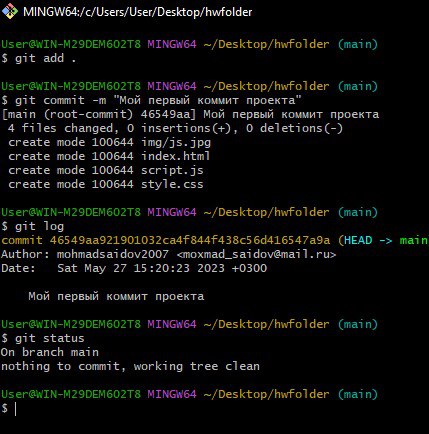 MINGW64:/c/Users/User/Desktop/hwfolder
User@WIN-M29DEM6O2T8 MINGW64 ~/Desktop/hwfolder (main)
$ git add .
User@WIN-M29DEM6O2T8 MINGW64 ~/Desktop/hwfolder (main)
$ git commit -m "Мой первый коммит проекта"
[main (root-commit) 46549aa] Мой первый коммит проекта
4 files changed, 0 insertions(+), 0 deletions(-)
create mode 100644 img/js.jpg
create mode 100644 index.html
create mode 100644 script.js
create mode 100644 style.css
User@WIN-M29DEM6O2T8 MINGW64 ~/Desktop/hwfolder (main)
$ git log
commit 46549aa921901032ca4f844f438c56d416547a9a (HEAD -> main
Author: mohmadsaidov2007 <moxmad_saidov@mail.ru>
Date:   Sat May 27 15:20:23 2023 +0300
Мой первый коммит проекта
User@WIN-M29DEM6O2T8 MINGW64 ~/Desktop/hwfolder (main)
$ git status
On branch main
nothing to commit, working tree clean
User@WIN-M29DEM6O2T8 MINGW64 ~/Desktop/hwfolder (main)
$